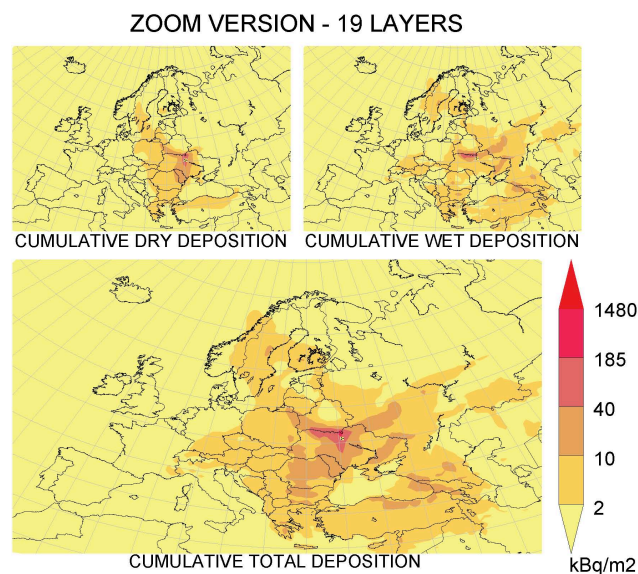 ZOOM VERSION - 19 LAYERS
CUMULATIVE DRY DEPOSITION
CUMULATIVE WET DEPOSITION
1480
185
40
10
2
kBq/m2
CUMULATIVE TOTAL DEPOSITION